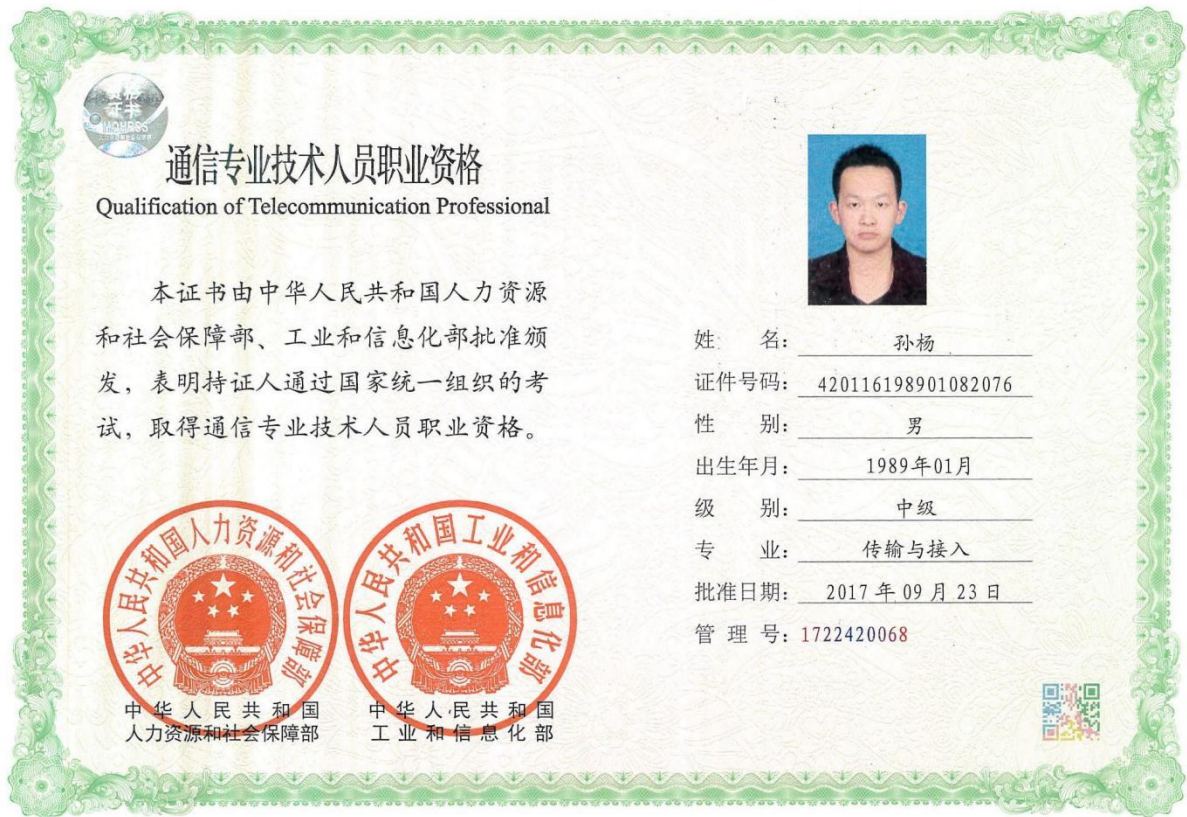 资格
证书
MOHRSS
通信专业技术人员职业资格
Qualification of Telecommunication Professional
本证书由中华人民共和国人力资源
和社会保障部、工业和信息化部批准颁
发，表明持证人通过国家统一组织的考
试，取得通信专业技术人员职业资格。
中华人民共和国人力资源和社会保障部
中华人民共和国
人力资源和社会保障部
中华人民共和国工业和信息化部
中华人民共和国
工业和信息化部
姓 名： 孙杨
证件号码： 420116198901082076
性 别： 男
出生年月： 1989年01月
级 别： 中级
专 业： 传输与接入
批准日期： 2017 年 09 月 23 日
管 理 号：1722420068